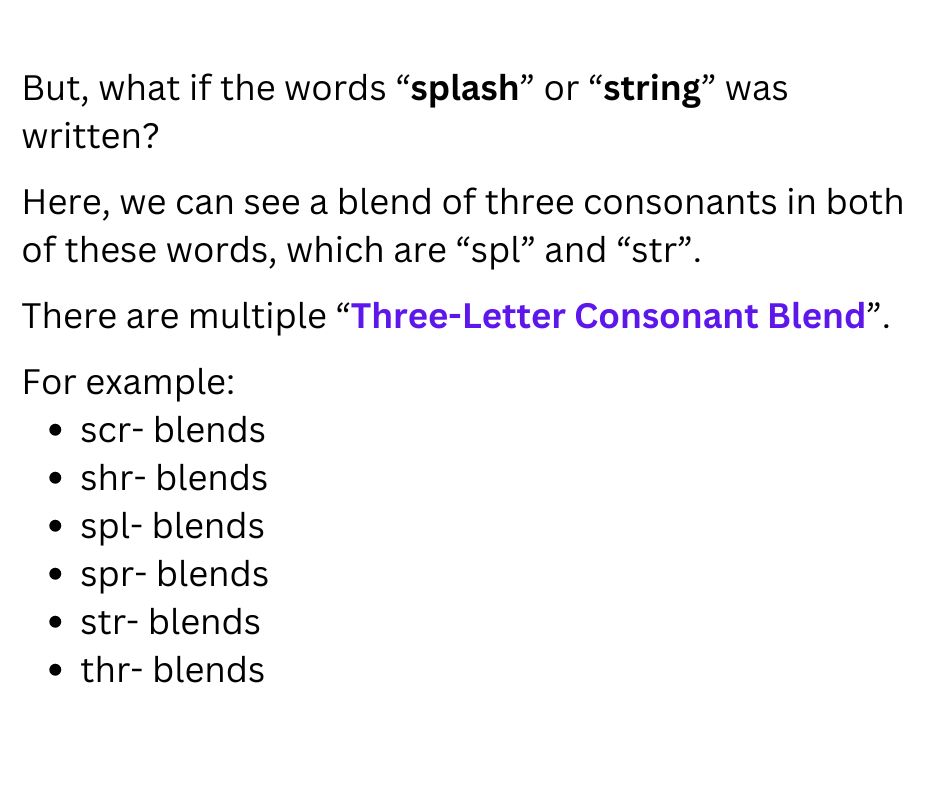 But, what if the words “splash” or “string” was
written?
Here, we can see a blend of three consonants in both
of these words, which are “spl” and “str”.
There are multiple “Three-Letter Consonant Blend”.
For example:
• scr- blends
• shr- blends
• spl- blends
• spr- blends
• str- blends
• thr- blends